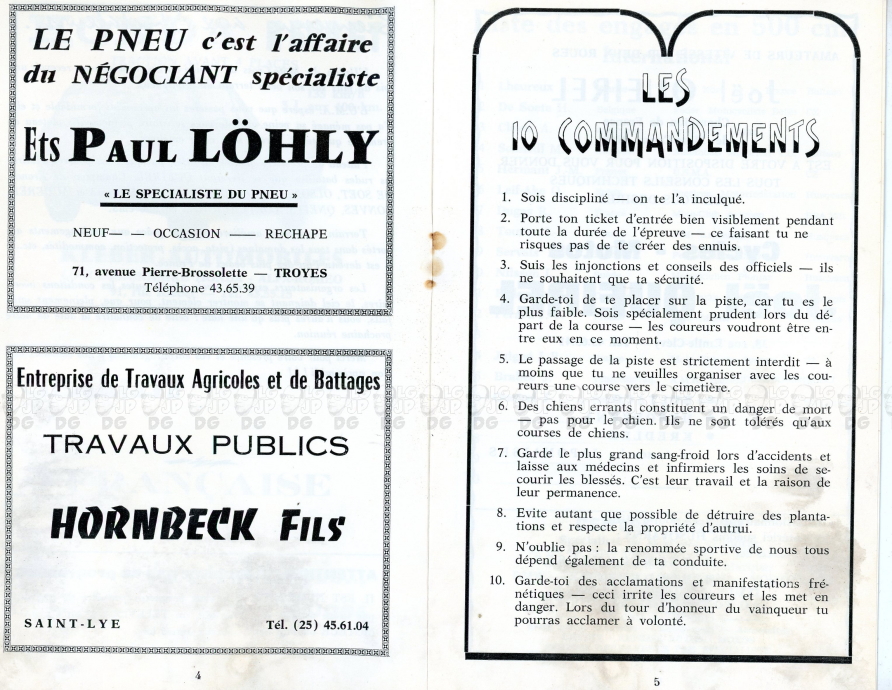 LE PNEU c'est l'affaire
du NÉGOCIANT spécialiste
Ets PAUL LÖHLY
« LE SPECIALISTE DU PNEU »
NEUF— — OCCASION —— RECHAPE
71, avenue Pierre-Brossolette — TROYES
Téléphone 43.65.39
Entreprise de Travaux Agricoles et de Battages
TRAVAUX PUBLICS
HORNBECK FILS
SAINT-LYE Tél. (25) 45.61.04
4
LES
10 COMMANDEMENTS
1. Sois discipliné — on te l'a inculqué.
2. Porte ton ticket d'entrée bien visiblement pendant
toute la durée de l'épreuve — ce faisant tu ne
risques pas de te créer des ennuis.
3. Suis les injonctions et conseils des officiels — ils
ne souhaitent que ta sécurité.
4. Garde-toi de te placer sur la piste, car tu es le
plus faible. Sois spécialement prudent lors du dé-
part de la course — les coureurs voudront être en-
tre eux en ce moment.
5. Le passage de la piste est strictement interdit — à
moins que tu ne veuilles organiser avec les cou-
reurs une course vers le cimetière.
6. Des chiens errants constituent un danger de mort
— pas pour le chien. Ils ne sont tolérés qu'aux
courses de chiens.
7. Garde le plus grand sang-froid lors d'accidents et
laisse aux médecins et infirmiers les soins de se-
courir les blessés. C'est leur travail et la raison de
leur permanence.
8. Evite autant que possible de détruire des planta-
tions et respecte la propriété d'autrui.
9. N'oublie pas : la renommée sportive de nous tous
dépend également de ta conduite.
10. Garde-toi des acclamations et manifestations fré-
nétiques — ceci irrite les coureurs et les met en
danger. Lors du tour d'honneur du vainqueur tu
pourras acclamer à volonté.
5